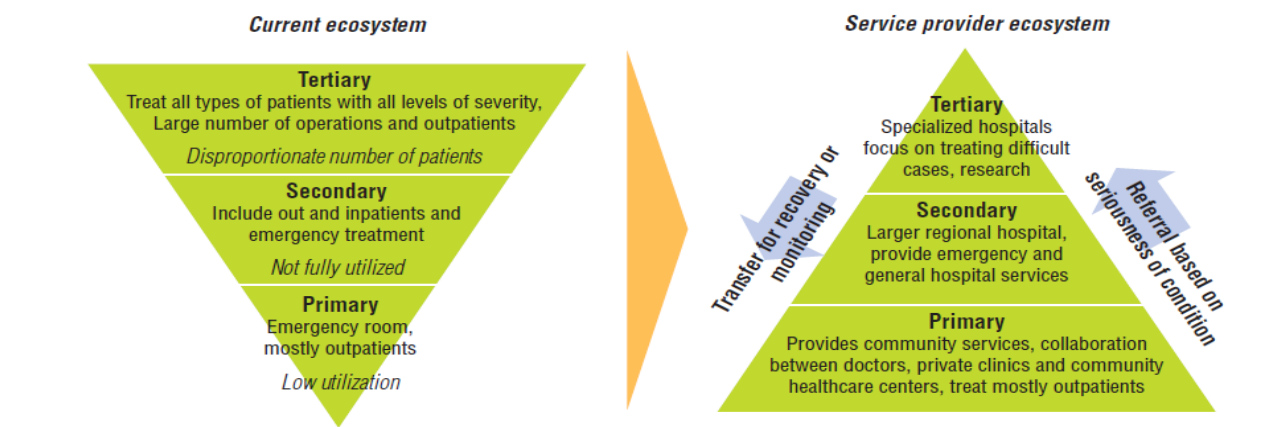 Current ecosystem
Tertiary
Treat all types of patients with all levels of severity,
Large number of operations and outpatients
Disproportionate number of patients
Secondary
Include out and inpatients and
emergency treatment
Not fully utilized
Primary
Emergency room,
mostly outpatients
Low utilization
Service provider ecosystem
Tertiary
Specialized hospitals
focus on treating difficult
cases, research
Secondary
Larger regional hospital,
provide emergency and
general hospital services
Primary
Provides community services, collaboration
between doctors, private clinics and community
healthcare centers, treat mostly outpatients
Transfer for recovery or
monitoring
Referral based on
seriousness of condition